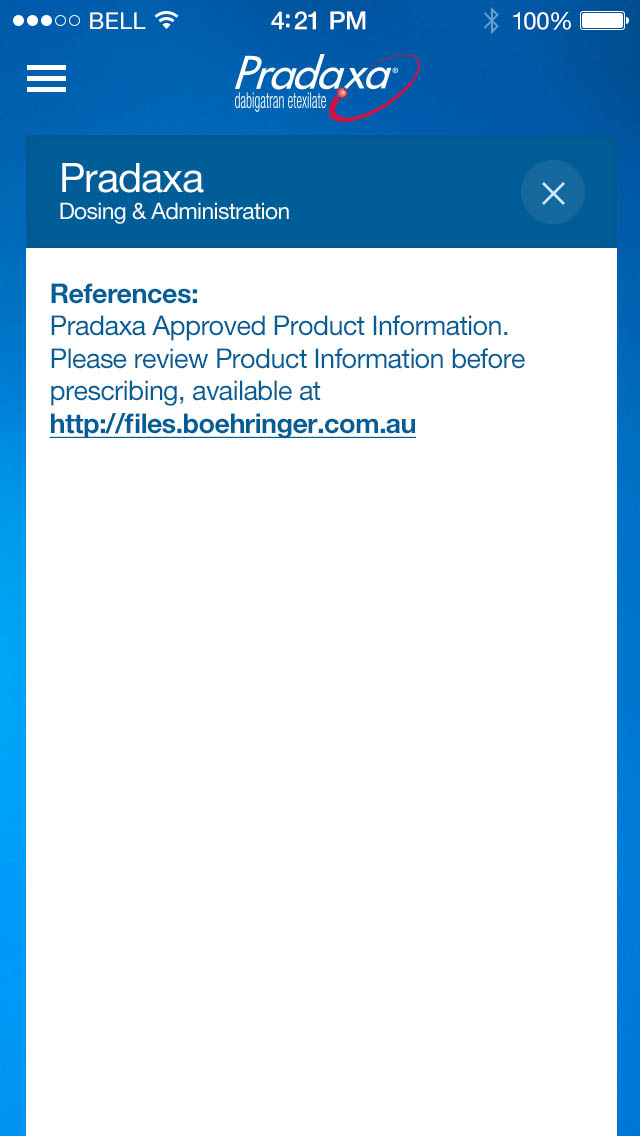 BELL 4:21 PM 100%
Pradaxa®
dabigatran etexilate
Pradaxa
Dosing & Administration
References:
Pradaxa Approved Product Information.
Please review Product Information before
prescribing, available at
http://files.boehringer.com.au